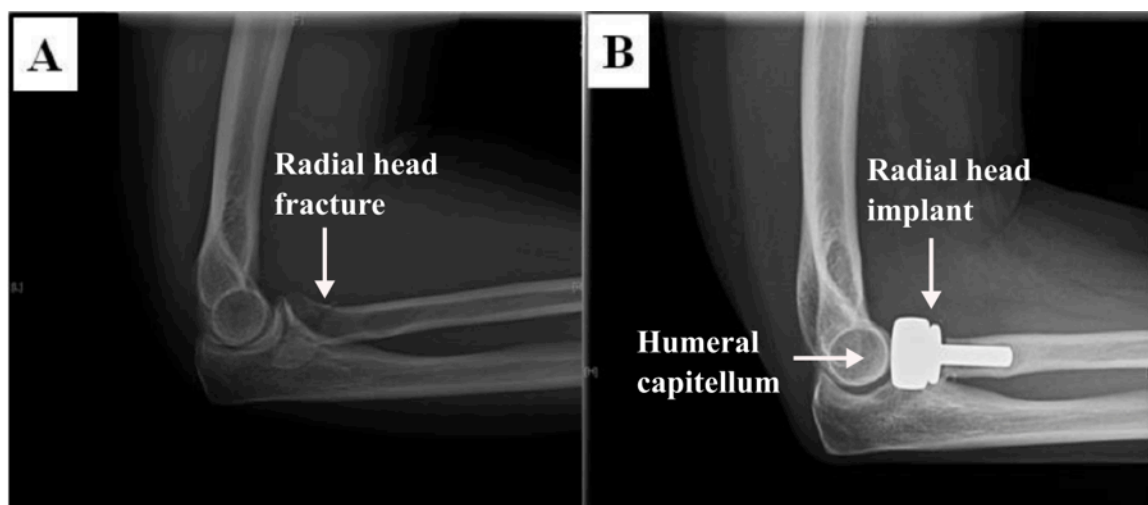 A
Radial head
fracture
B
Radial head
implant
Humeral
capitellum